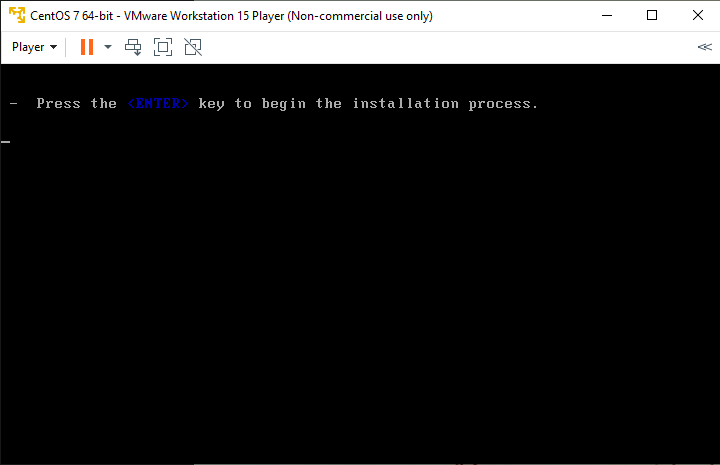 CentOS 7 64-bit - VMware Workstation 15 Player (Non-commercial use only)
Player
- Press the <ENTER> key to begin the installation process.